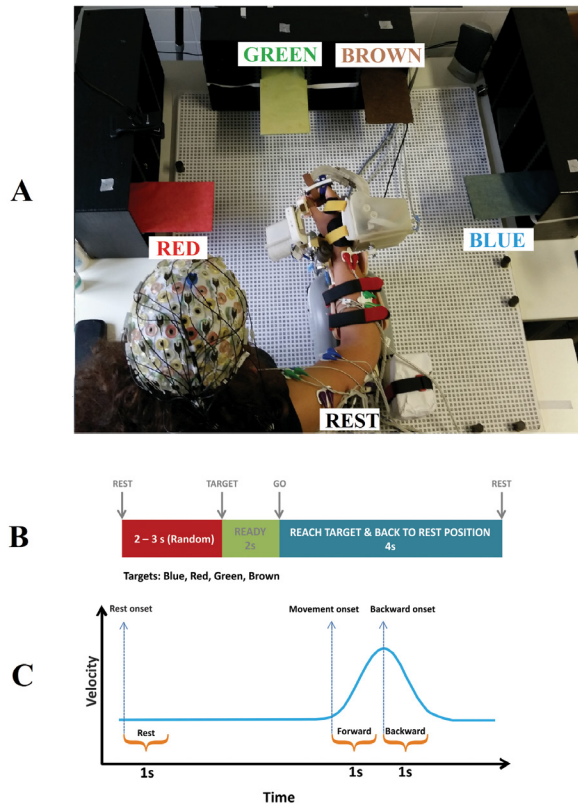 A
GREEN
BROWN
RED
BLUE
REST
B
REST
TARGET
GO
REST
2 – 3 s (Random)
READY
2s
REACH TARGET & BACK TO REST POSITION
4s
Targets: Blue, Red, Green, Brown
C
Rest onset
Movement onset
Backward onset
Velocity
Rest
Forward
Backward
1s
1s
1s
Time